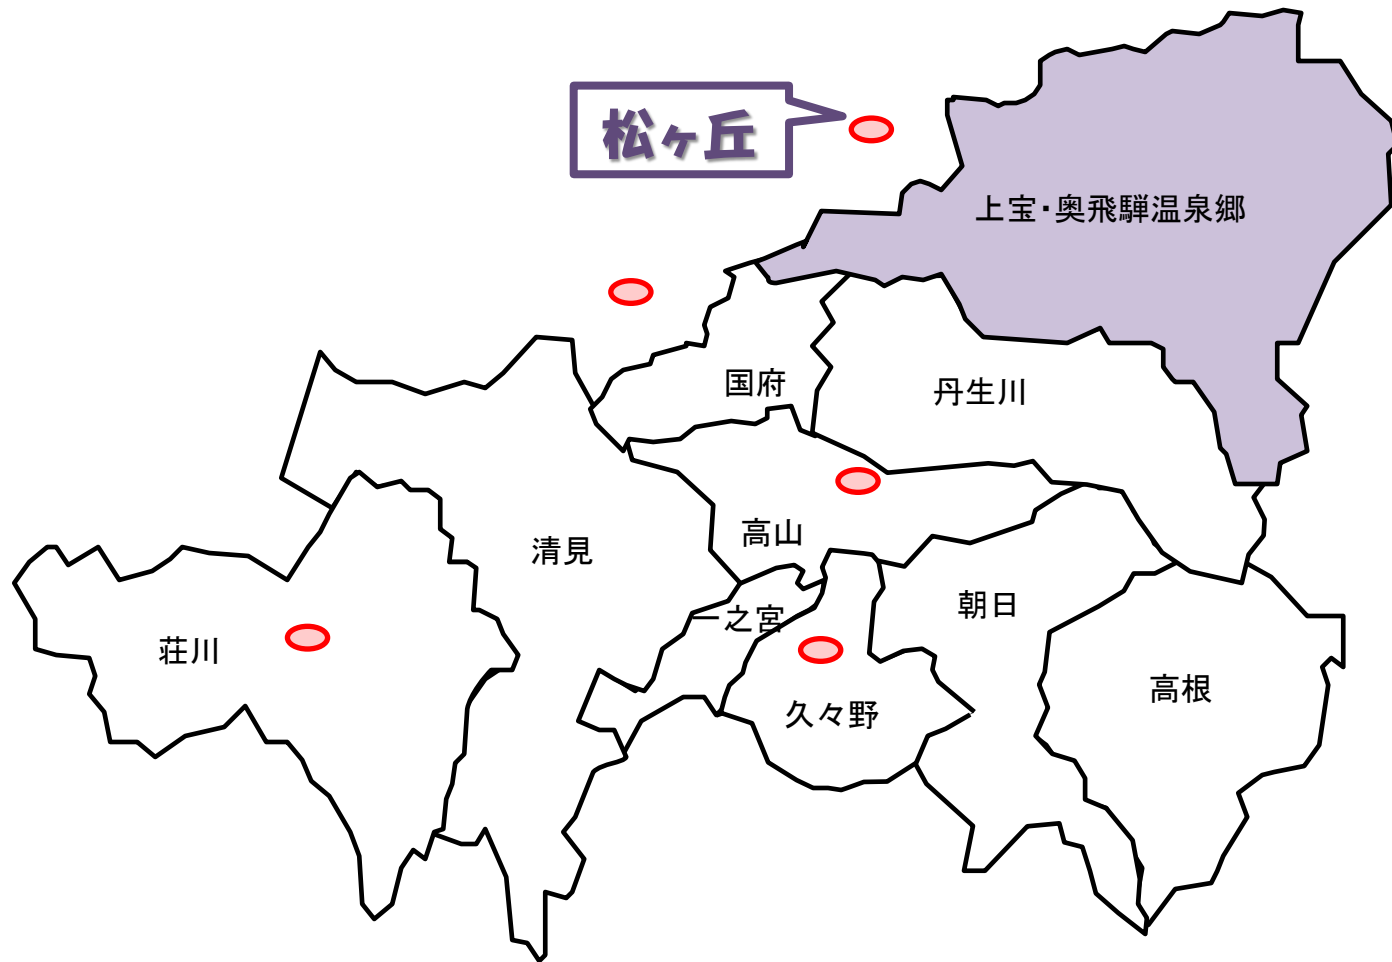 松ヶ丘
上宝・奥飛騨温泉郷
国府
丹生川
高山
清見
一之宮
朝日
荘川
高根
久々野